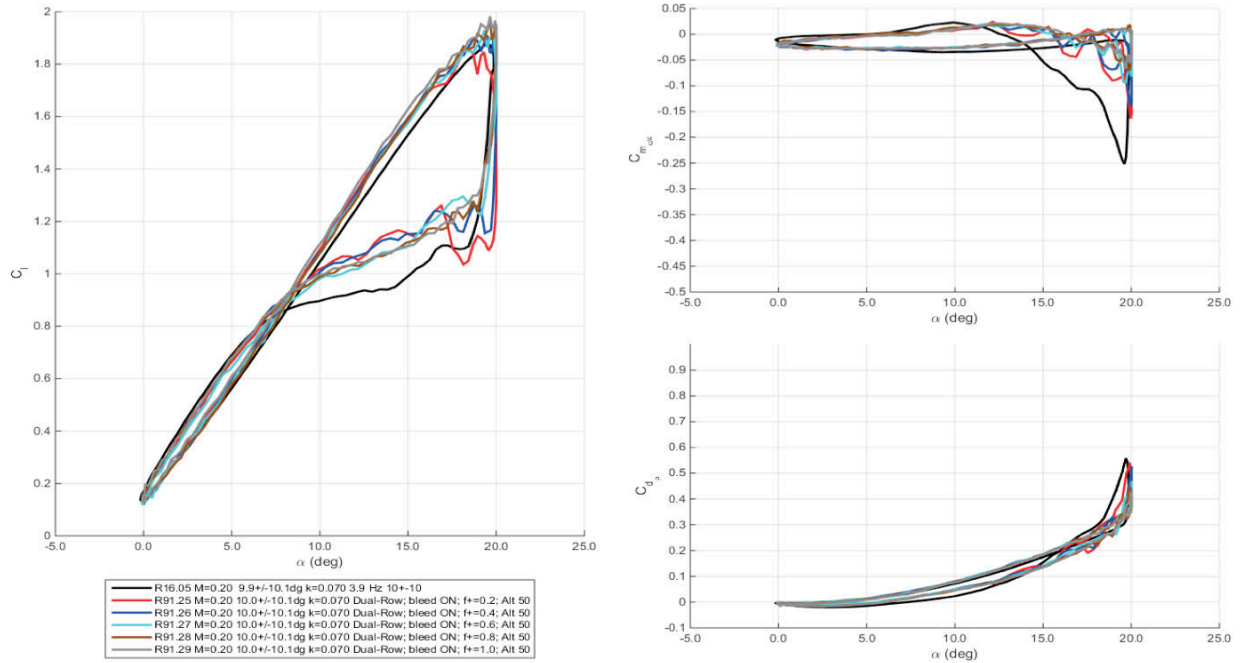 2
1.8
1.6
1.4
1.2
1
0.8
0.6
0.4
0.2
0
C_l
-5.0 0.0 5.0 10.0 15.0 20.0 25.0
α (deg)
R16.05 M=0.20 9.9+/-10.1dg k=0.070 3.9 Hz 10+-10
R91.25 M=0.20 10.0+/-10.1dg k=0.070 Dual-Row; bleed ON; f+=0.2; Alt 50
R91.26 M=0.20 10.0+/-10.1dg k=0.070 Dual-Row; bleed ON; f+=0.4; Alt 50
R91.27 M=0.20 10.0+/-10.1dg k=0.070 Dual-Row; bleed ON; f+=0.6; Alt 50
R91.28 M=0.20 10.0+/-10.1dg k=0.070 Dual-Row; bleed ON; f+=0.8; Alt 50
R91.29 M=0.20 10.0+/-10.1dg k=0.070 Dual-Row; bleed ON; f+=1.0; Alt 50
0.05
0
-0.05
-0.1
-0.15
-0.2
-0.25
-0.3
-0.35
-0.4
-0.45
-0.5
C_m
-5.0 0.0 5.0 10.0 15.0 20.0 25.0
α (deg)
0.9
0.8
0.7
0.6
0.5
0.4
0.3
0.2
0.1
0
-0.1
C_d_p
-5.0 0.0 5.0 10.0 15.0 20.0 25.0
α (deg)